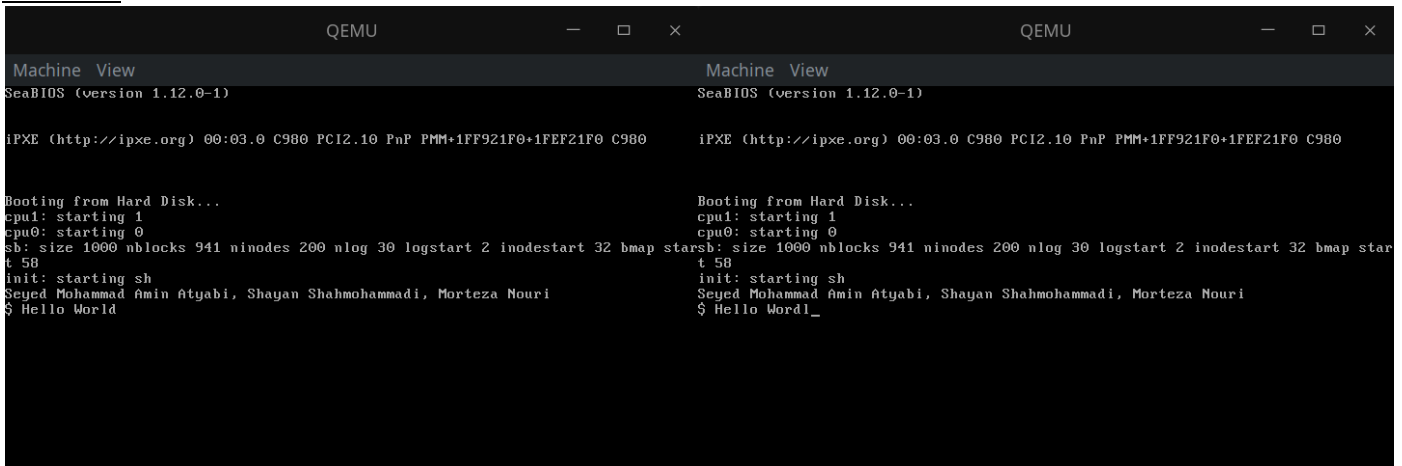 QEMU
Machine View
SeaBIOS (version 1.12.0-1)
iPXE (http://ipxe.org) 00:03.0 C980 PCI2.10 PnP PMM+1FF921F0+1FEF21F0 C980
Booting from Hard Disk...
cpu1: starting 1
cpu0: starting 0
sb: size 1000 nblocks 941 ninodes 200 nlog 30 logstart 2 inodestart 32 bmap star
t 58
init: starting sh
Seyed Mohammad Amin Atyabi, Shayan Shahmohammadi, Morteza Nouri
$ Hello World
QEMU
Machine View
SeaBIOS (version 1.12.0-1)
iPXE (http://ipxe.org) 00:03.0 C980 PCI2.10 PnP PMM+1FF921F0+1FEF21F0 C980
Booting from Hard Disk...
cpu1: starting 1
cpu0: starting 0
sb: size 1000 nblocks 941 ninodes 200 nlog 30 logstart 2 inodestart 32 bmap star
t 58
init: starting sh
Seyed Mohammad Amin Atyabi, Shayan Shahmohammadi, Morteza Nouri
$ Hello Wordl_